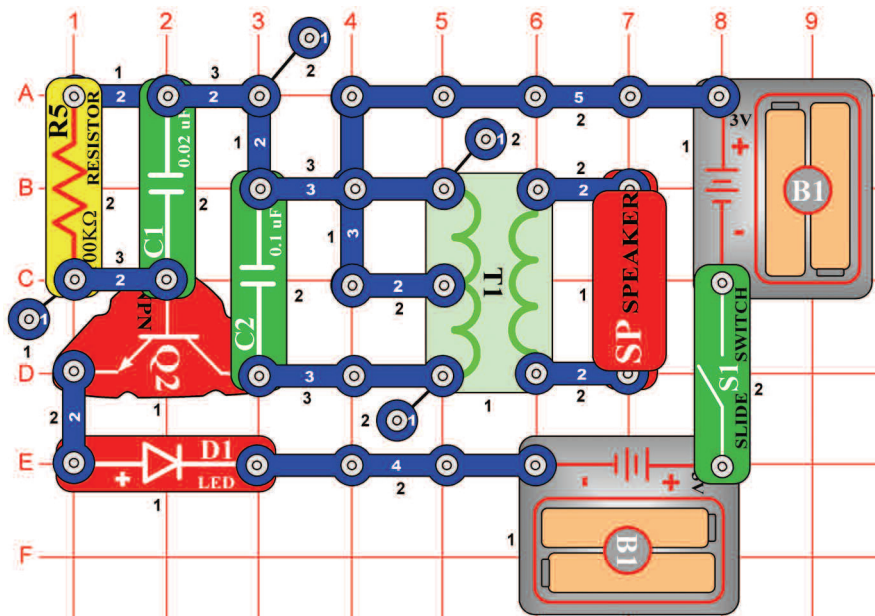 1 2 3 4 5 6 7 8 9
A
B
C
D
E
F
R5
RESISTOR
00KΩ
C1
0.02 uF
C2
0.1 uF
NPN
Q2
D1
LED
+
T1
SP
SPEAKER
S1
SLIDE
SWITCH
3V
+
-
B1
-
+
B1
1 2
3 2
1 2
2 1
2 2
1 2
3 3
1 3
1 2
2 2
3 2
2 2
1 1
2 2
3 3
2 1
1
2 2
1
1
2
4 2
5 2
1
1
2
1